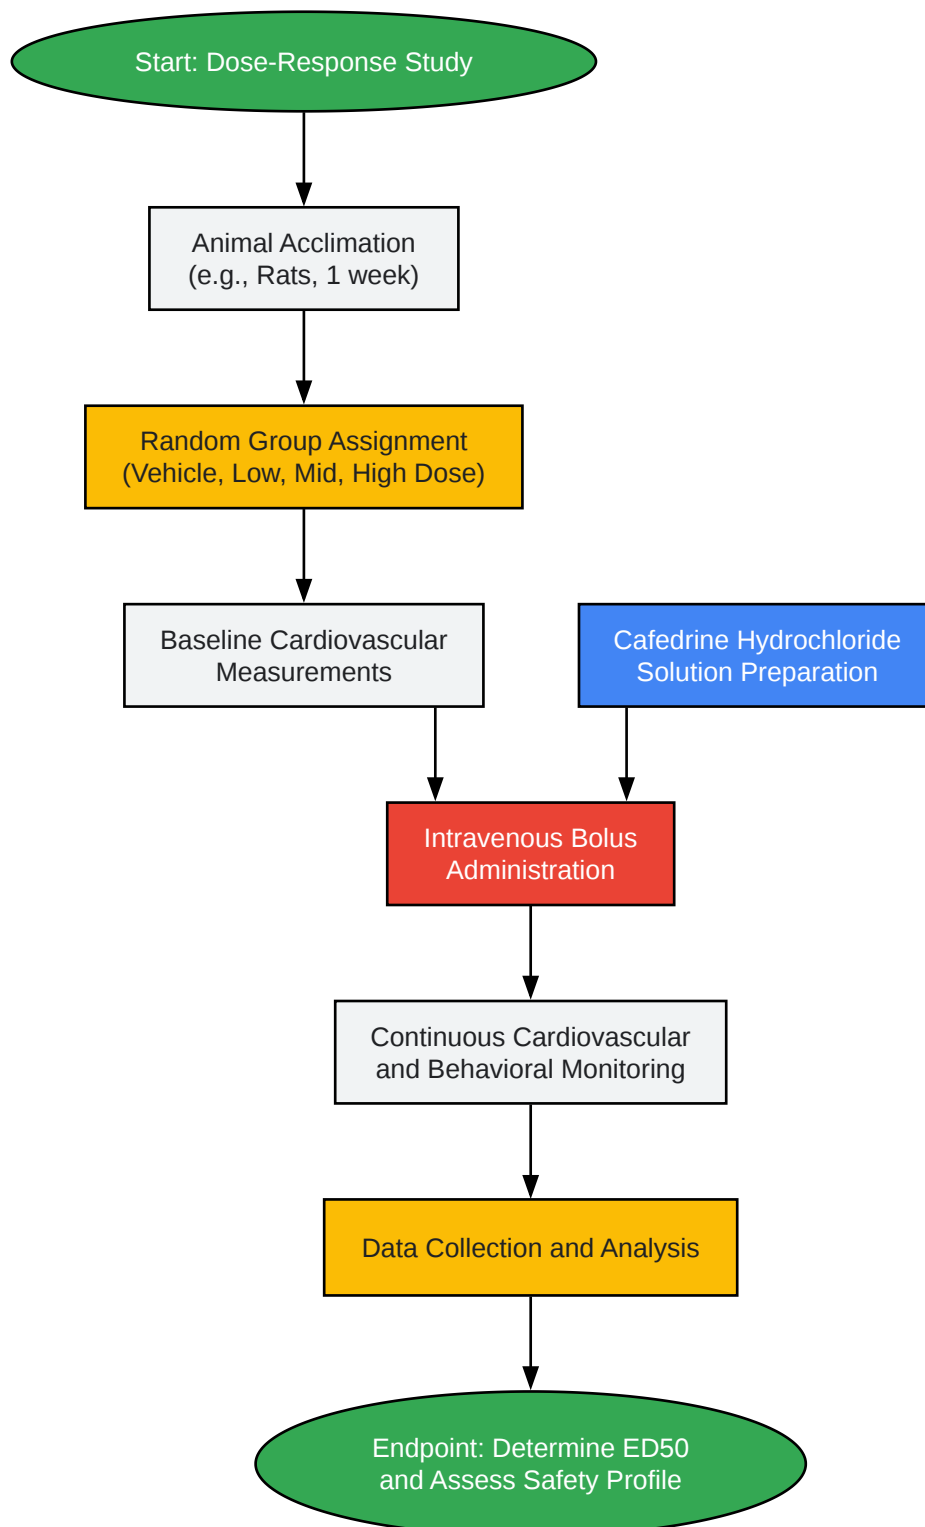 Start: Dose-Response Study
Animal Acclimation
(e.g., Rats, 1 week)
Random Group Assignment
(Vehicle, Low, Mid, High Dose)
Baseline Cardiovascular
Measurements
Cafedrine Hydrochloride
Solution Preparation
Intravenous Bolus
Administration
Continuous Cardiovascular
and Behavioral Monitoring
Data Collection and Analysis
Endpoint: Determine ED50
and Assess Safety Profile